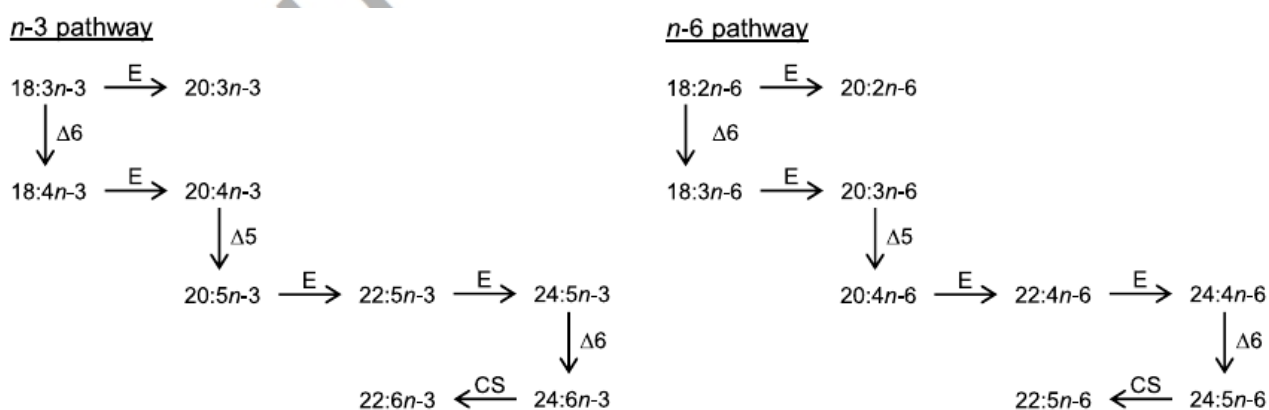 n-3 pathway
18:3n-3 E 20:3n-3
Δ6
18:4n-3 E 20:4n-3
Δ5
20:5n-3 E 22:5n-3 E 24:5n-3
Δ6
22:6n-3 CS 24:6n-3
n-6 pathway
18:2n-6 E 20:2n-6
Δ6
18:3n-6 E 20:3n-6
Δ5
20:4n-6 E 22:4n-6 E 24:4n-6
Δ6
22:5n-6 CS 24:5n-6